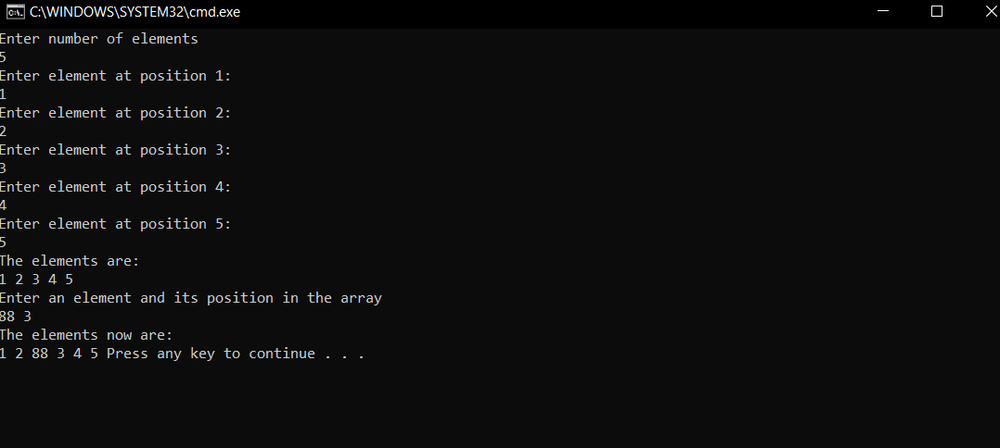 C:\WINDOWS\SYSTEM32\cmd.exe
Enter number of elements
5
Enter element at position 1:
1
Enter element at position 2:
2
Enter element at position 3:
3
Enter element at position 4:
4
Enter element at position 5:
5
The elements are:
1 2 3 4 5
Enter an element and its position in the array
88 3
The elements now are:
1 2 88 3 4 5 Press any key to continue . . .